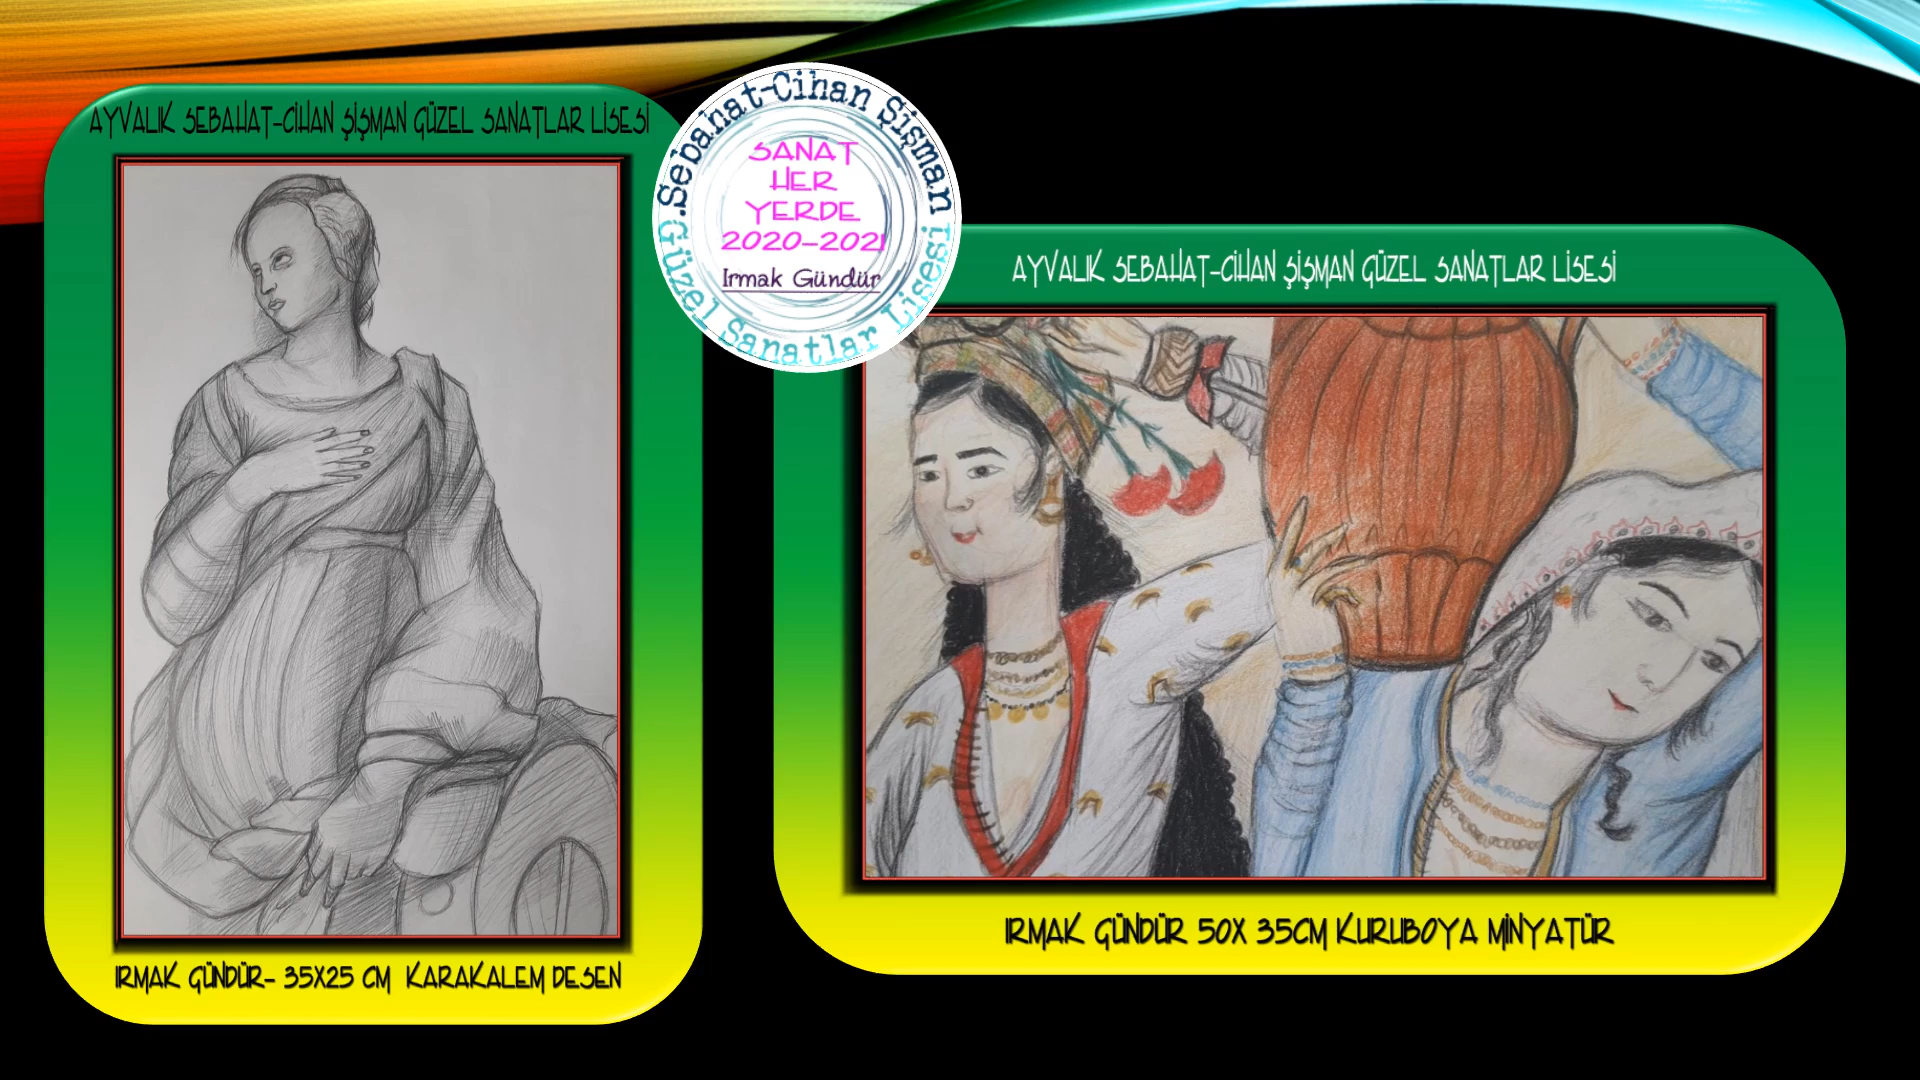 AYVALIK SEBAHAT-CİHAN ŞİŞMAN GÜZEL SANATLAR LİSESİ
IRMAK GÜNDÜR- 35X25 CM KARAKALEM DESEN
.Sebahat-Cihan Şişman
Güzel Sanatlar Lisesi
SANAT
HER
YERDE
2020-2021
Irmak Gündür
AYVALIK SEBAHAT-CİHAN ŞİŞMAN GÜZEL SANATLAR LİSESİ
IRMAK GÜNDÜR 50X 35CM KURUBOYA MİNYATÜR